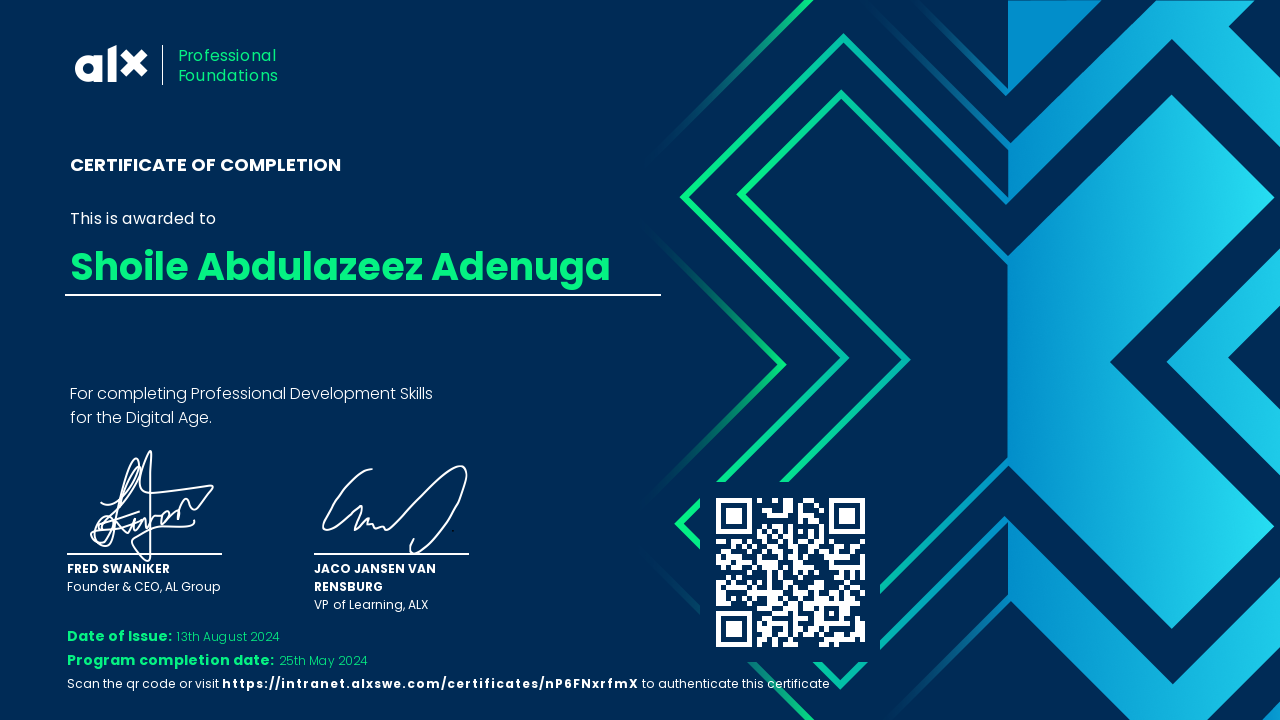 alx
Professional
Foundations
CERTIFICATE OF COMPLETION
This is awarded to
Shoile Abdulazeez Adenuga
For completing Professional Development Skills
for the Digital Age.
FRED SWANIKER
Founder & CEO, AL Group
JACO JANSEN VAN
RENSBURG
VP of Learning, ALX
Date of Issue: 13th August 2024
Program completion date: 25th May 2024
Scan the qr code or visit https://intranet.alxswe.com/certificates/nP6FNxrfmX to authenticate this certificate